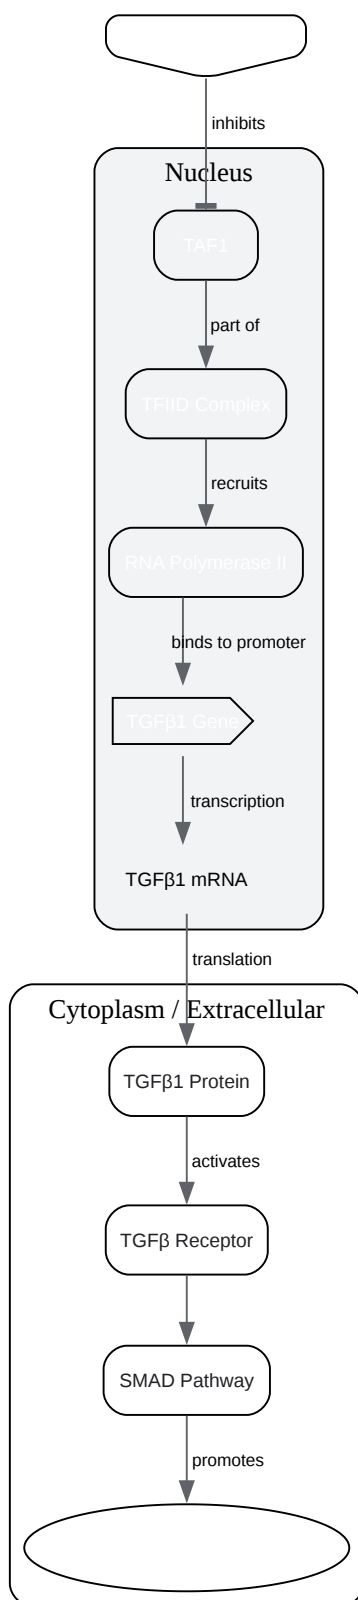 inhibits
Nucleus
TAF1
part of
TFIID Complex
recruits
RNA Polymerase II
binds to promoter
TGFβ1 Gene
transcription
TGFβ1 mRNA
translation
Cytoplasm / Extracellular
TGFβ1 Protein
activates
TGFβ Receptor
SMAD Pathway
promotes